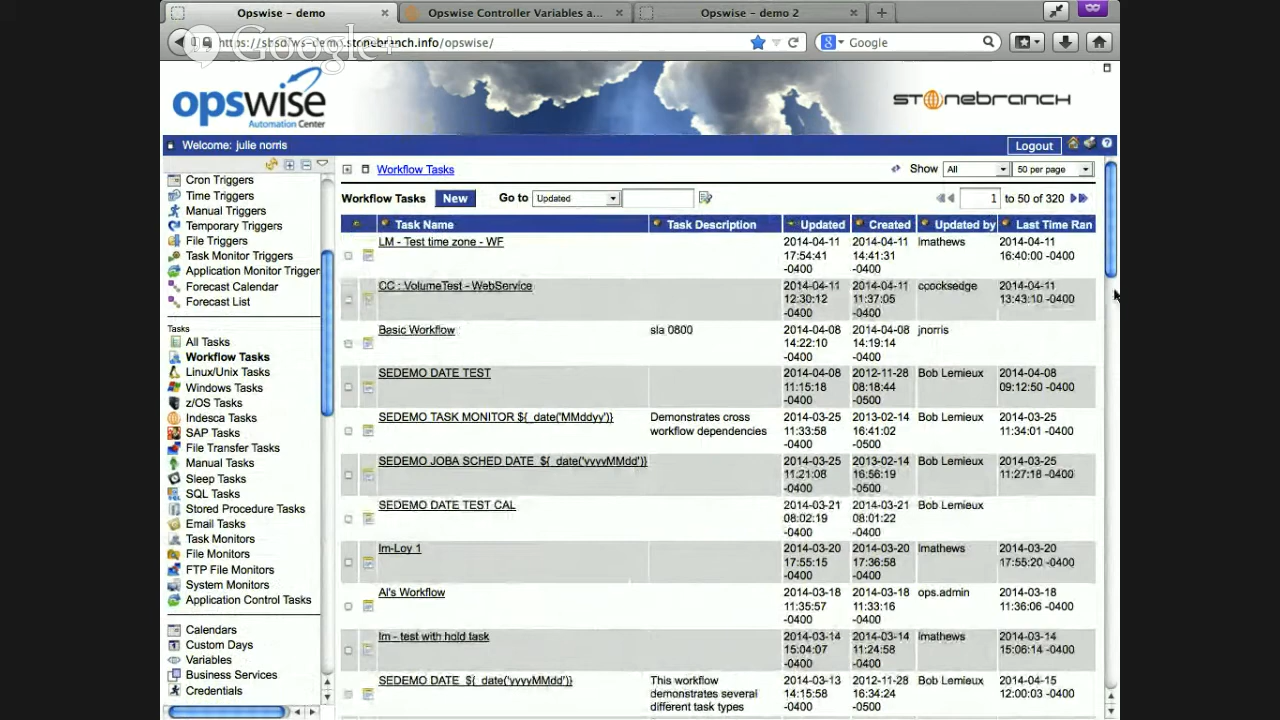 Opswise – demo
Opswise Controller Variables a...
Opswise – demo 2
.stonebranch.info/opswise/
Google+
Google
opswise
Automation Center
STONEBRANCH
Welcome: julie norris
Logout
Cron Triggers
Time Triggers
Manual Triggers
Temporary Triggers
File Triggers
Task Monitor Triggers
Application Monitor Trigger
Forecast Calendar
Forecast List
Tasks
All Tasks
Workflow Tasks
Linux/Unix Tasks
Windows Tasks
z/OS Tasks
Indesca Tasks
SAP Tasks
File Transfer Tasks
Manual Tasks
Sleep Tasks
SQL Tasks
Stored Procedure Tasks
Email Tasks
Task Monitors
File Monitors
FTP File Monitors
System Monitors
Application Control Tasks
Calendars
Custom Days
Variables
Business Services
Credentials
Workflow Tasks
Show All 50 per page
Workflow Tasks New Go to Updated 1 to 50 of 320
Task Name Task Description Updated Created Updated by Last Time Ran
LM - Test time zone - WF 2014-04-11 2014-04-11 lmathews 2014-04-11
17:54:41 14:41:31 16:40:00 -0400
-0400 -0400
CC : VolumeTest - WebService 2014-04-11 2014-04-11 ccocksedge 2014-04-11
12:30:12 11:37:05 13:43:10 -0400
-0400 -0400
Basic Workflow sla 0800 2014-04-08 2014-04-08 jnorris
14:22:10 14:19:14
-0400 -0400
SEDEMO DATE TEST 2014-04-08 2012-11-28 Bob Lemieux 2014-04-08
11:15:18 08:18:44 09:12:50 -0400
-0400 -0500
SEDEMO TASK MONITOR ${_date('MMddyy')} Demonstrates cross 2014-03-25 2013-02-14 Bob Lemieux 2014-03-25
workflow dependencies 11:33:58 16:41:02 11:34:01 -0400
-0400 -0500
SEDEMO JOBA SCHED DATE ${_date('yyyyMMdd')} 2014-03-25 2013-02-14 Bob Lemieux 2014-03-25
11:21:08 16:56:19 11:27:18 -0400
-0400 -0500
SEDEMO DATE TEST CAL 2014-03-21 2014-03-21 Bob Lemieux
08:02:19 08:01:22
-0400 -0400
lm-Loy 1 2014-03-20 2014-03-20 lmathews 2014-03-20
17:55:15 17:36:58 17:55:20 -0400
-0400 -0400
Al's Workflow 2014-03-18 2014-03-18 ops.admin 2014-03-18
11:35:57 11:33:16 11:36:06 -0400
-0400 -0400
lm - test with hold task 2014-03-14 2014-03-14 lmathews 2014-03-14
15:04:07 11:24:58 15:06:14 -0400
-0400 -0400
SEDEMO DATE ${_date('yyyyMMdd')} This workflow 2014-03-13 2012-11-28 Bob Lemieux 2014-04-15
demonstrates several 14:15:58 16:34:24 12:00:03 -0400
different task types -0400 -0500